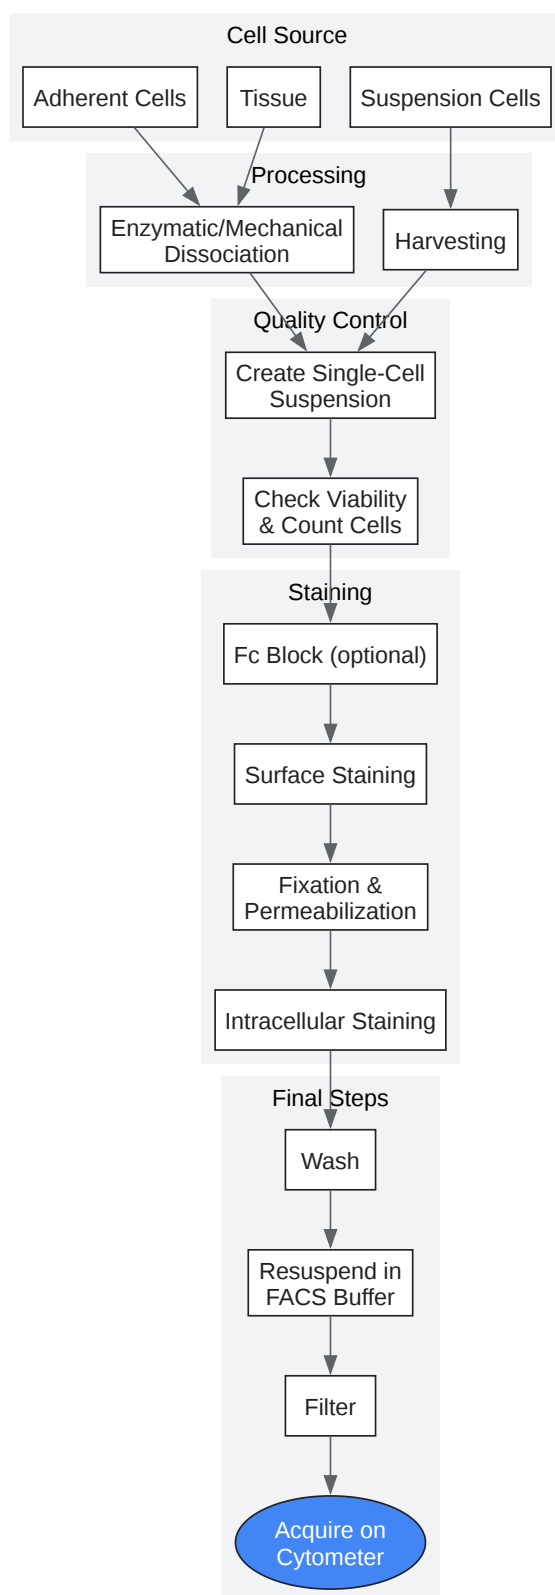 Cell Source
Adherent Cells
Tissue
Suspension Cells
Processing
Enzymatic/Mechanical
Dissociation
Harvesting
Quality Control
Create Single-Cell
Suspension
Check Viability
& Count Cells
Staining
Fc Block (optional)
Surface Staining
Fixation &
Permeabilization
Intracellular Staining
Final Steps
Wash
Resuspend in
FACS Buffer
Filter
Acquire on
Cytometer